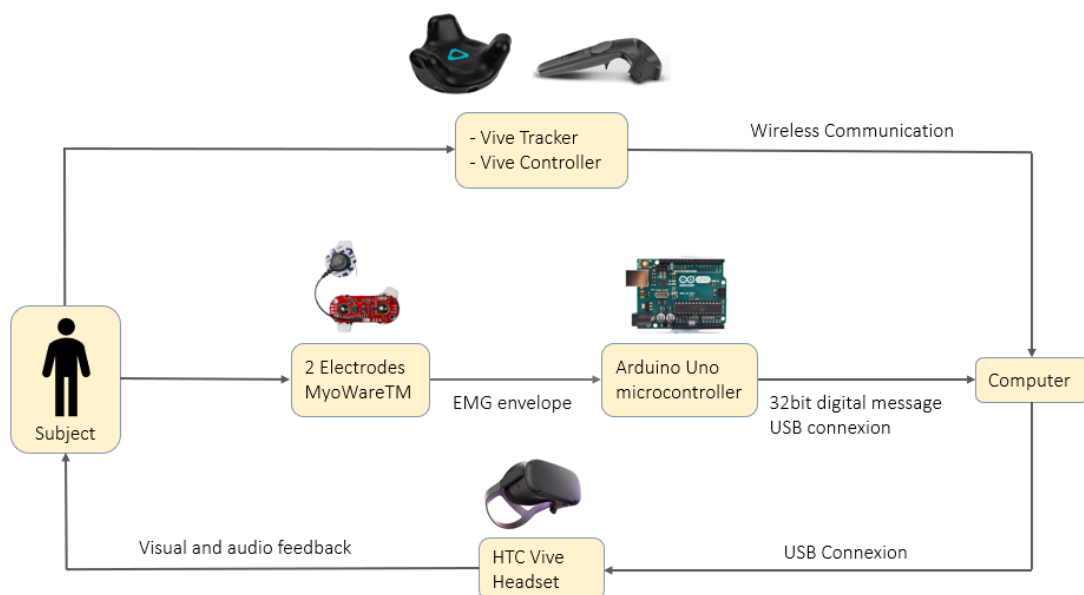 - Vive Tracker
- Vive Controller
Wireless Communication
2 Electrodes
MyoWareTM
EMG envelope
Arduino Uno
microcontroller
32bit digital message
USB connexion
Computer
Subject
Visual and audio feedback
HTC Vive
Headset
USB Connexion